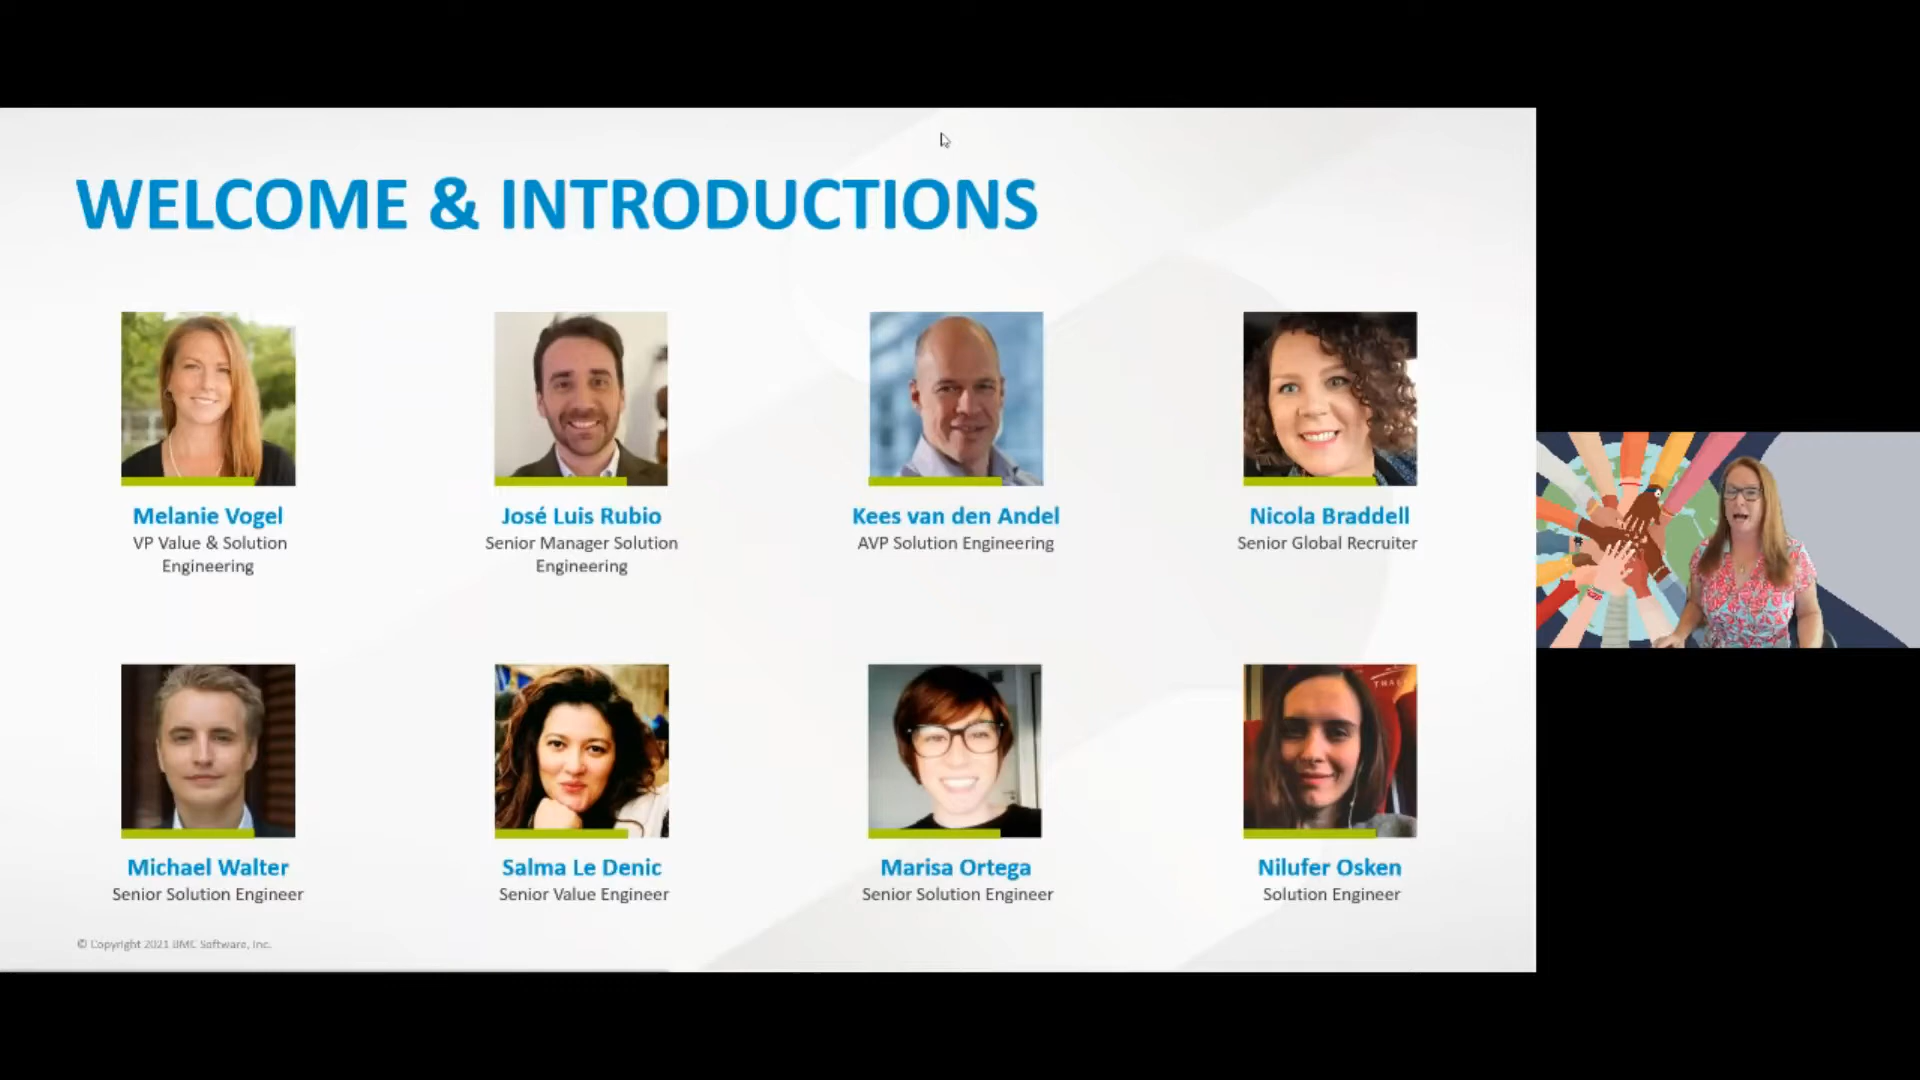 WELCOME & INTRODUCTIONS
Melanie Vogel
VP Value & Solution
Engineering
José Luis Rubio
Senior Manager Solution
Engineering
Kees van den Andel
AVP Solution Engineering
Nicola Braddell
Senior Global Recruiter
THAL
Michael Walter
Senior Solution Engineer
Salma Le Denic
Senior Value Engineer
Marisa Ortega
Senior Solution Engineer
Nilufer Osken
Solution Engineer
© Copyright 2021 BMC Software, Inc.